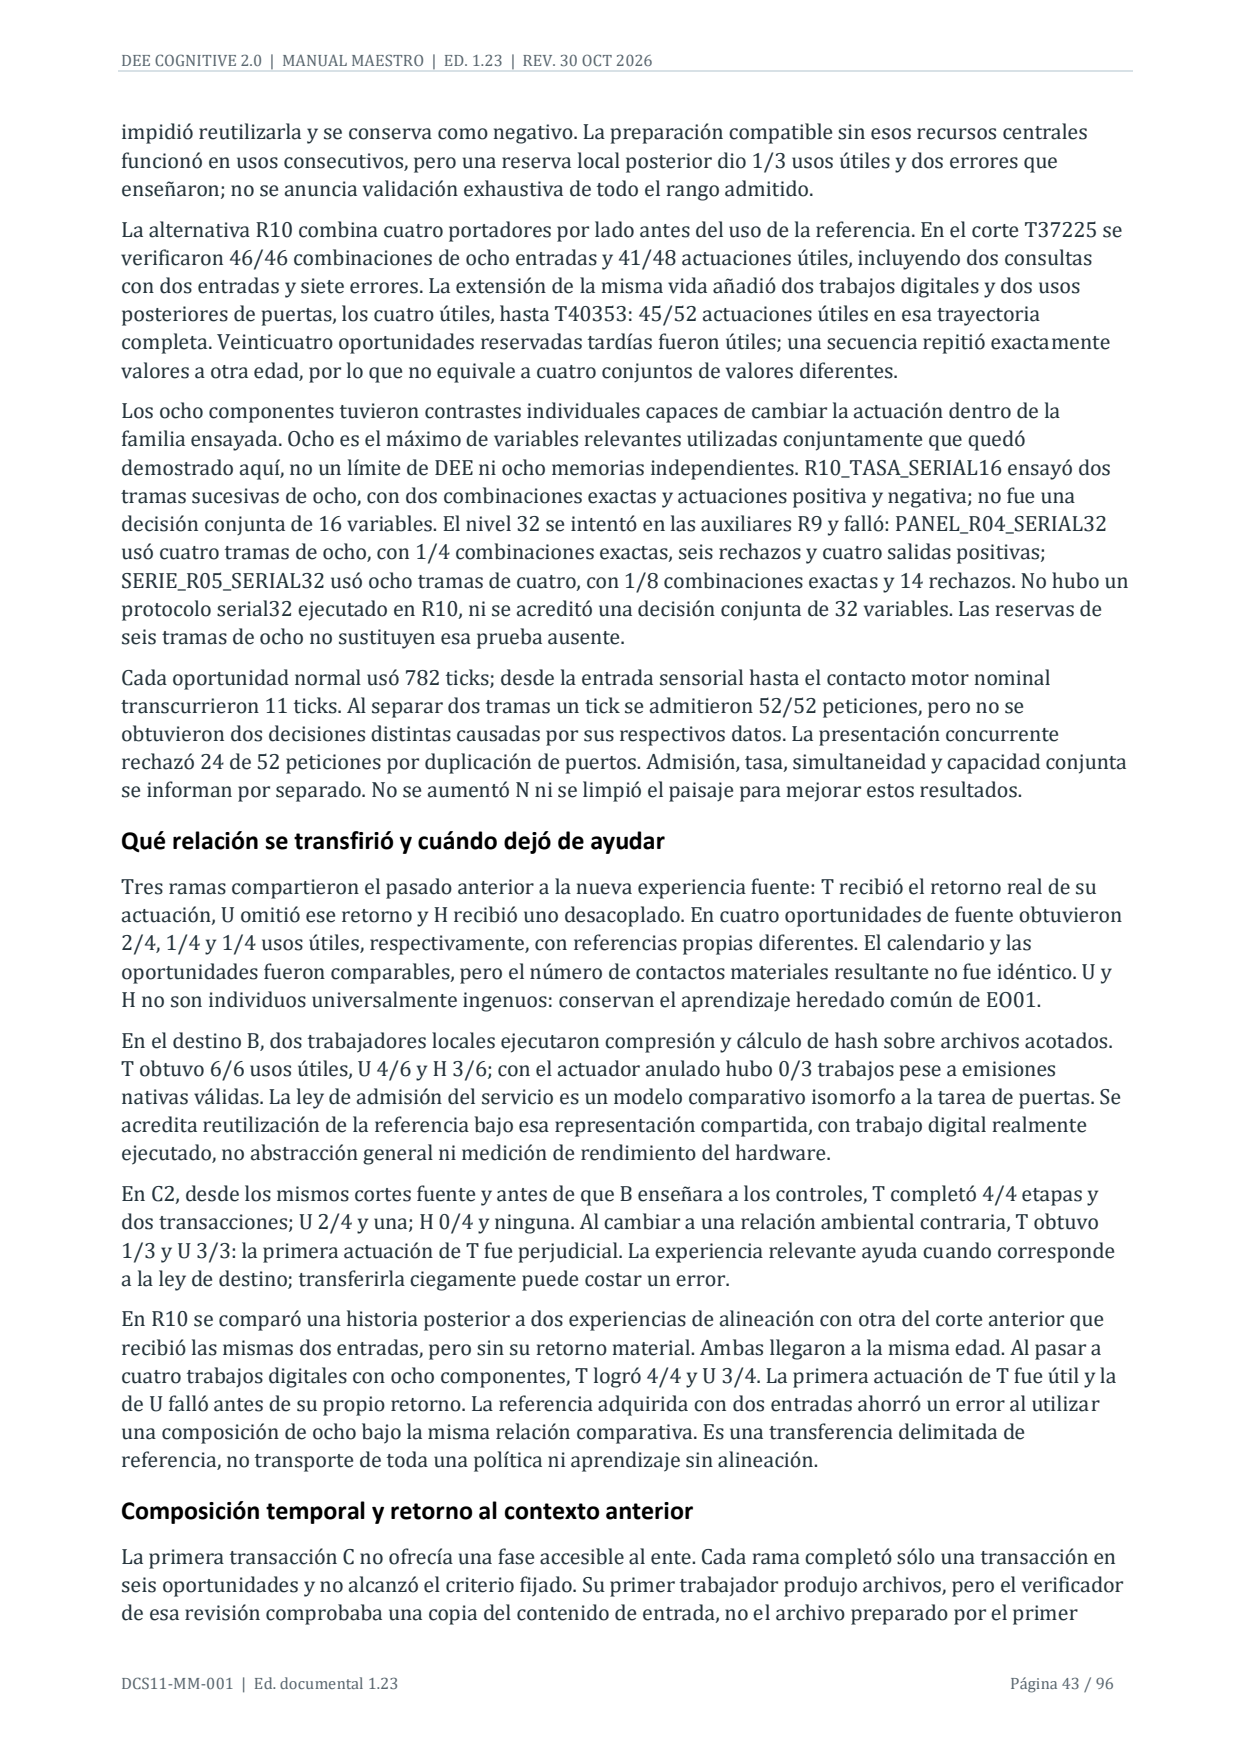 DEE COGNITIVE 2.0 | MANUAL MAESTRO | ED. 1.23 | REV. 30 OCT 2026
impidió reutilizarla y se conserva como negativo. La preparación compatible sin esos recursos centrales
funcionó en usos consecutivos, pero una reserva local posterior dio 1/3 usos útiles y dos errores que
enseñaron; no se anuncia validación exhaustiva de todo el rango admitido.
La alternativa R10 combina cuatro portadores por lado antes del uso de la referencia. En el corte T37225 se
verificaron 46/46 combinaciones de ocho entradas y 41/48 actuaciones útiles, incluyendo dos consultas
con dos entradas y siete errores. La extensión de la misma vida añadió dos trabajos digitales y dos usos
posteriores de puertas, los cuatro útiles, hasta T40353: 45/52 actuaciones útiles en esa trayectoria
completa. Veinticuatro oportunidades reservadas tardías fueron útiles; una secuencia repitió exactamente
valores a otra edad, por lo que no equivale a cuatro conjuntos de valores diferentes.
Los ocho componentes tuvieron contrastes individuales capaces de cambiar la actuación dentro de la
familia ensayada. Ocho es el máximo de variables relevantes utilizadas conjuntamente que quedó
demostrado aquí, no un límite de DEE ni ocho memorias independientes. R10_TASA_SERIAL16 ensayó dos
tramas sucesivas de ocho, con dos combinaciones exactas y actuaciones positiva y negativa; no fue una
decisión conjunta de 16 variables. El nivel 32 se intentó en las auxiliares R9 y falló: PANEL_R04_SERIAL32
usó cuatro tramas de ocho, con 1/4 combinaciones exactas, seis rechazos y cuatro salidas positivas;
SERIE_R05_SERIAL32 usó ocho tramas de cuatro, con 1/8 combinaciones exactas y 14 rechazos. No hubo un
protocolo serial32 ejecutado en R10, ni se acreditó una decisión conjunta de 32 variables. Las reservas de
seis tramas de ocho no sustituyen esa prueba ausente.
Cada oportunidad normal usó 782 ticks; desde la entrada sensorial hasta el contacto motor nominal
transcurrieron 11 ticks. Al separar dos tramas un tick se admitieron 52/52 peticiones, pero no se
obtuvieron dos decisiones distintas causadas por sus respectivos datos. La presentación concurrente
rechazó 24 de 52 peticiones por duplicación de puertos. Admisión, tasa, simultaneidad y capacidad conjunta
se informan por separado. No se aumentó N ni se limpió el paisaje para mejorar estos resultados.
Qué relación se transfirió y cuándo dejó de ayudar
Tres ramas compartieron el pasado anterior a la nueva experiencia fuente: T recibió el retorno real de su
actuación, U omitió ese retorno y H recibió uno desacoplado. En cuatro oportunidades de fuente obtuvieron
2/4, 1/4 y 1/4 usos útiles, respectivamente, con referencias propias diferentes. El calendario y las
oportunidades fueron comparables, pero el número de contactos materiales resultante no fue idéntico. U y
H no son individuos universalmente ingenuos: conservan el aprendizaje heredado común de EO01.
En el destino B, dos trabajadores locales ejecutaron compresión y cálculo de hash sobre archivos acotados.
T obtuvo 6/6 usos útiles, U 4/6 y H 3/6; con el actuador anulado hubo 0/3 trabajos pese a emisiones
nativas válidas. La ley de admisión del servicio es un modelo comparativo isomorfo a la tarea de puertas. Se
acredita reutilización de la referencia bajo esa representación compartida, con trabajo digital realmente
ejecutado, no abstracción general ni medición de rendimiento del hardware.
En C2, desde los mismos cortes fuente y antes de que B enseñara a los controles, T completó 4/4 etapas y
dos transacciones; U 2/4 y una; H 0/4 y ninguna. Al cambiar a una relación ambiental contraria, T obtuvo
1/3 y U 3/3: la primera actuación de T fue perjudicial. La experiencia relevante ayuda cuando corresponde
a la ley de destino; transferirla ciegamente puede costar un error.
En R10 se comparó una historia posterior a dos experiencias de alineación con otra del corte anterior que
recibió las mismas dos entradas, pero sin su retorno material. Ambas llegaron a la misma edad. Al pasar a
cuatro trabajos digitales con ocho componentes, T logró 4/4 y U 3/4. La primera actuación de T fue útil y la
de U falló antes de su propio retorno. La referencia adquirida con dos entradas ahorró un error al utilizar
una composición de ocho bajo la misma relación comparativa. Es una transferencia delimitada de
referencia, no transporte de toda una política ni aprendizaje sin alineación.
Composición temporal y retorno al contexto anterior
La primera transacción C no ofrecía una fase accesible al ente. Cada rama completó sólo una transacción en
seis oportunidades y no alcanzó el criterio fijado. Su primer trabajador produjo archivos, pero el verificador
de esa revisión comprobaba una copia del contenido de entrada, no el archivo preparado por el primer
DCS11-MM-001 | Ed. documental 1.23
Página 43 / 96